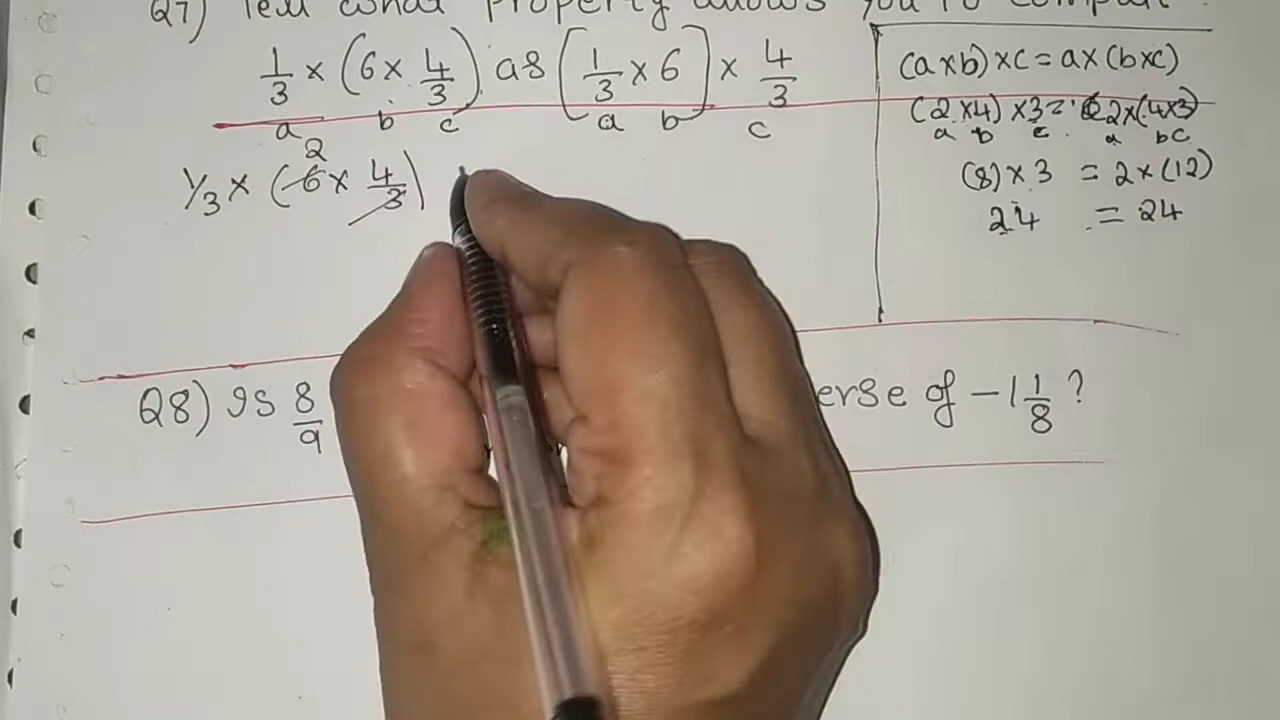 Q7) Tell what property allows you to compute
1/3 × (6 × 4/3) as [1/3 × 6] × 4/3
a b c a b c
2
1/3 × (6 × 4/3)
(a×b)×c = a×(b×c)
(2×4)×3 = 2×(4×3)
a b c a bc
(8)×3 = 2×(12)
24 = 24
Q8) Is 8/9 erse of -1 1/8 ?